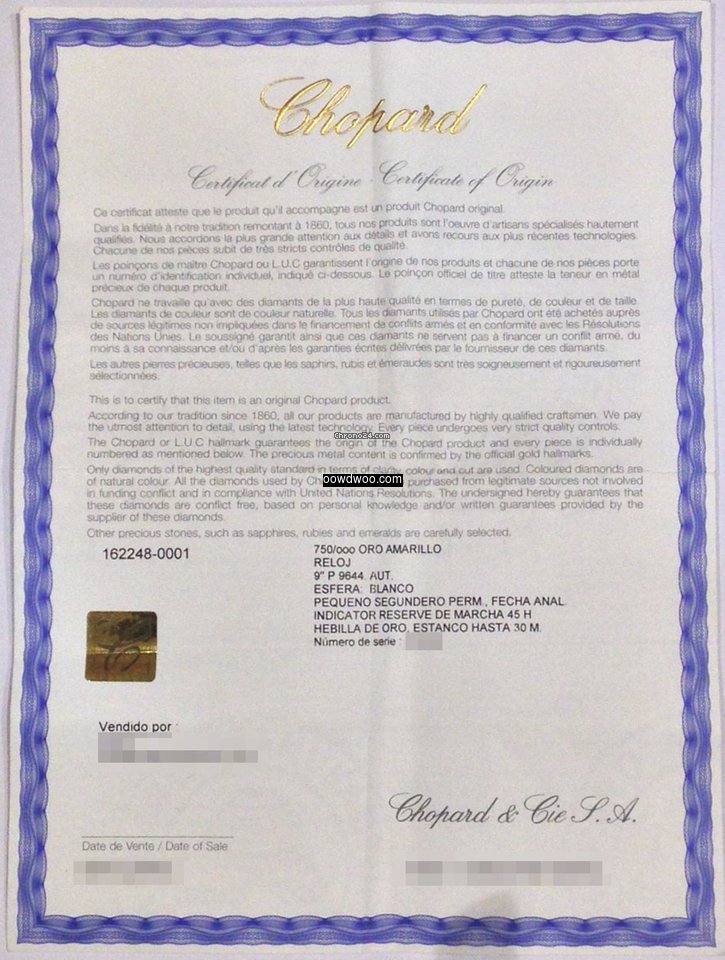 Chopard
Certificat d'Origine - Certificate of Origin
Ce certificat atteste que le produit qu'il accompagne est un produit Chopard original.
Dans la fidélité à notre tradition remontant à 1860, tous nos produits sont l'oeuvre d'artisans spécialisés hautement
qualifiés. Nous accordons la plus grande attention aux détails et avons recours aux plus récentes technologies.
Chacune de nos pièces subit de très stricts contrôles de qualité.
Les poinçons de maître Chopard ou L.U.C garantissent l'origine de nos produits et chacune de nos pièces porte
un numéro d'identification individuel, indiqué ci-dessous. Le poinçon officiel de titre atteste la teneur en métal
précieux de chaque produit.
Chopard ne travaille qu'avec des diamants de la plus haute qualité en termes de pureté, de couleur et de taille.
Les diamants de couleur sont de couleur naturelle. Tous les diamants utilisés par Chopard ont été achetés auprès
de sources légitimes non impliquées dans le financement de conflits armés et en conformité avec les Résolutions
des Nations Unies. Le soussigné garantit ainsi que ces diamants ne servent pas à financer un conflit armé, du
moins à sa connaissance et/ou d'après les garanties écrites délivrées par le fournisseur de ces diamants.
Les autres pierres précieuses, telles que les saphirs, rubis et émeraudes sont très soigneusement et rigoureusement
sélectionnées.
This is to certify that this item is an original Chopard product.
According to our tradition since 1860, all our products are manufactured by highly qualified craftsmen. We pay
the utmost attention to detail, using the latest technology. Every piece undergoes very strict quality controls.
Chrono24.com
The Chopard or L.U.C hallmark guarantees the origin of the Chopard product and every piece is individually
numbered as mentioned below. The precious metal content is confirmed by the official gold hallmarks.
Only diamonds of the highest quality standard in terms of clarity, colour and cut are used. Coloured diamonds are
of natural colour. All the diamonds used by Ch oowdwoo.com purchased from legitimate sources not involved
in funding conflict and in compliance with United Nations Resolutions. The undersigned hereby guarantees that
these diamonds are conflict free, based on personal knowledge and/or written guarantees provided by the
supplier of these diamonds.
Other precious stones, such as sapphires, rubies and emeralds are carefully selected.
162248-0001
750/ooo ORO AMARILLO
RELOJ
9" P 9644. AUT.
ESFERA: BLANCO
PEQUENO SEGUNDERO PERM., FECHA ANAL.
INDICATOR RESERVE DE MARCHA 45 H
HEBILLA DE ORO. ESTANCO HASTA 30 M.
Número de serie :
Vendido por :
Chopard & Cie S.A.
Date de Vente / Date of Sale